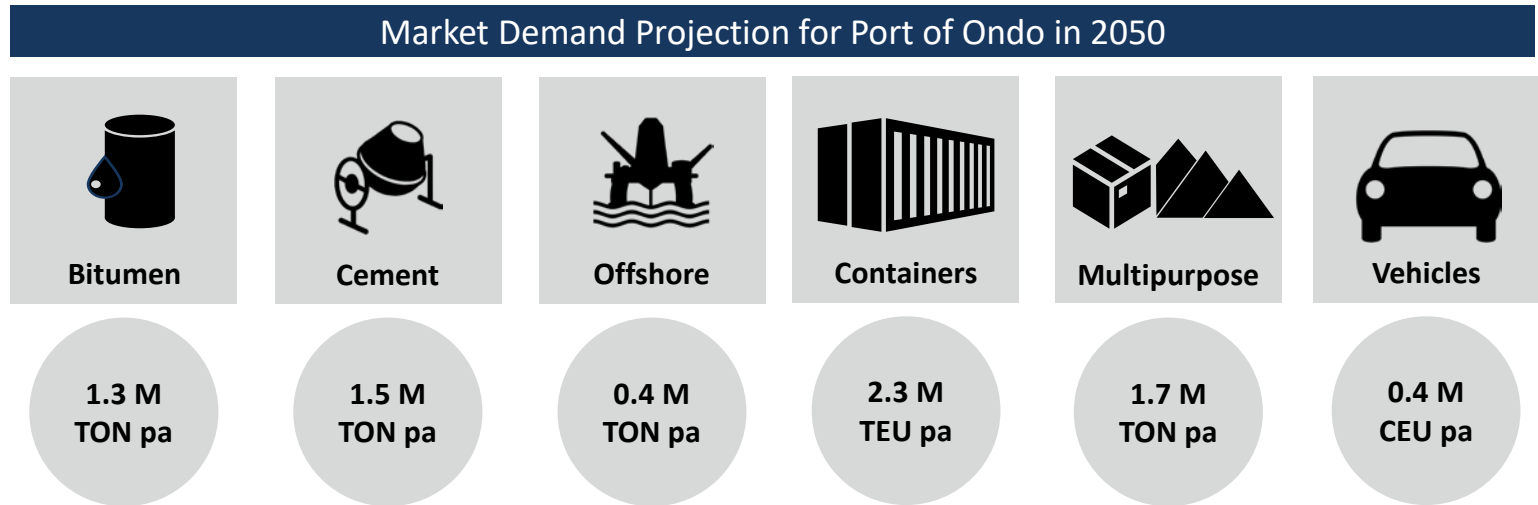 Market Demand Projection for Port of Ondo in 2050
Bitumen
Cement
Offshore
Containers
Multipurpose
Vehicles
1.3 M
TON pa
1.5 M
TON pa
0.4 M
TON pa
2.3 M
TEU pa
1.7 M
TON pa
0.4 M
CEU pa